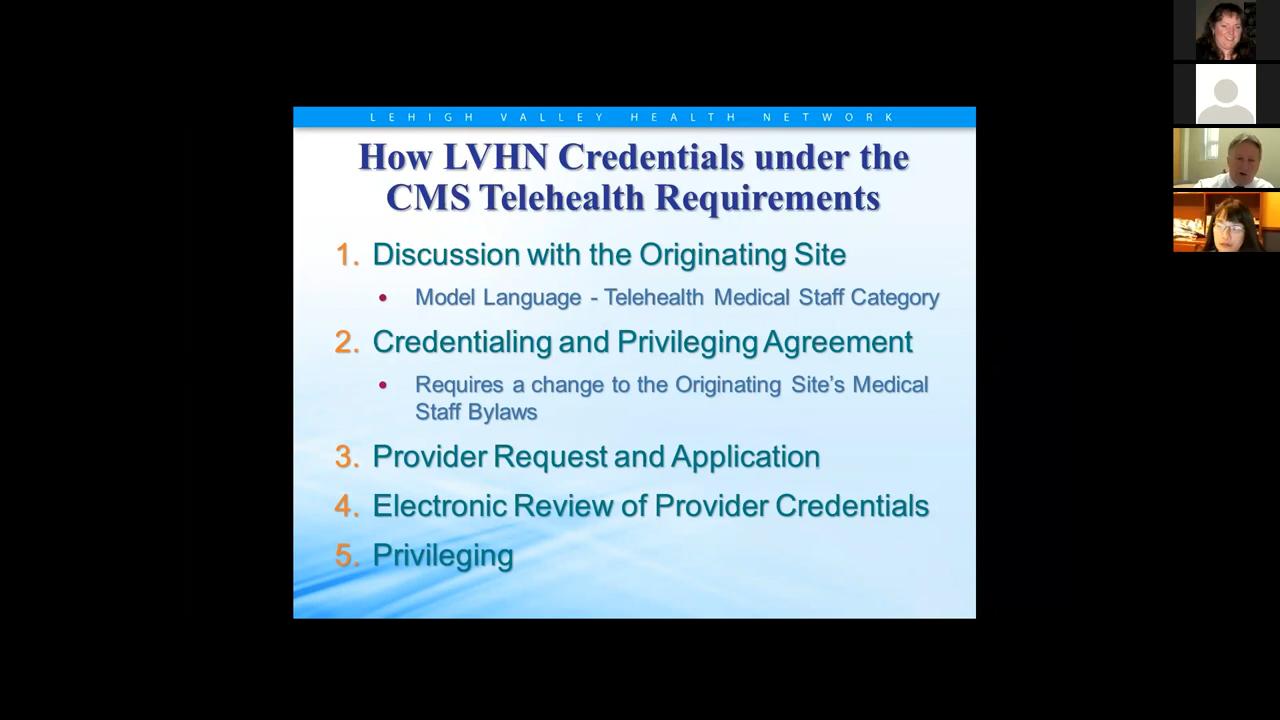 LEHIGH VALLEY HEALTH NETWORK
How LVHN Credentials under the
CMS Telehealth Requirements
1. Discussion with the Originating Site
• Model Language - Telehealth Medical Staff Category
2. Credentialing and Privileging Agreement
• Requires a change to the Originating Site's Medical
Staff Bylaws
3. Provider Request and Application
4. Electronic Review of Provider Credentials
5. Privileging